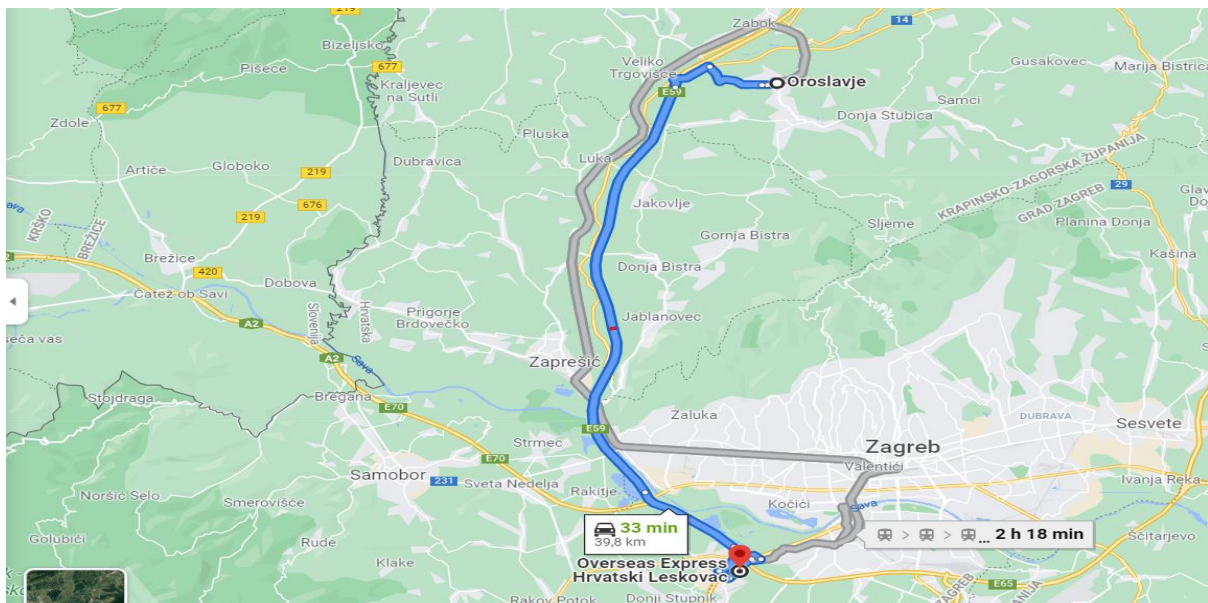 Zabok
14
Bizeljsko
Veliko
Trgovišće
Gusakovec
Marija Bistrica
Pišece
677
Kraljevec
na Sutli
E59
Oroslavje
Samci
677
Donja Stubica
Zdole
219
Pluska
Artiče
Globoko
Dubravica
Luka
KRAPINSKO-ZAGORSKA ŽUPANIJA
GRAD ZAGREB
29
676
219
Jakovlje
Sljeme
Planina Donja
KRŠKO
BREŽICE
Gornja Bistra
Kašina
Brežice
420
Dobova
Donja Bistra
Čatež ob Savi
Slovenija
Hrvatska
Prigorje
Brdovečko
Jablanovec
A2
A2
Sava
Zaprešić
Stojdraga
Bregana
E70
Zaluka
DUBRAVA
Sesvete
E59
Strmec
Zagreb
E70
Valentići
Samobor
231
Sveta Nedelja
Rakitje
Ivanja Reka
Noršić Selo
Smerovišće
Kočići
Sava
33 min
39,8 km
2 h 18 min
Golubići
Rude
Ščitarjevo
Klake
Overseas Express
Hrvatski Leskovac
E65
Rakov Potok
Donji Stupnik